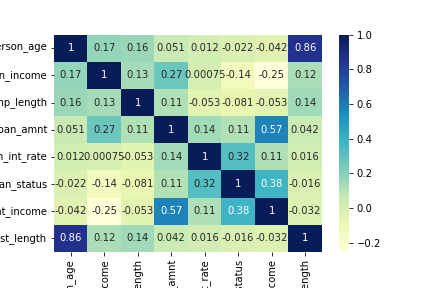 erson_age 1 0.17 0.16 0.051 0.012 -0.022 -0.042 0.86
n_income 0.17 1 0.13 0.27 0.00075 -0.14 -0.25 0.12
np_length 0.16 0.13 1 0.11 -0.053 -0.081 -0.053 0.14
oan_amnt 0.051 0.27 0.11 1 0.14 0.11 0.57 0.042
n_int_rate 0.012 0.00075 -0.053 0.14 1 0.32 0.11 0.016
an_status -0.022 -0.14 -0.081 0.11 0.32 1 0.38 -0.016
nt_income -0.042 -0.25 -0.053 0.57 0.11 0.38 1 -0.032
st_length 0.86 0.12 0.14 0.042 0.016 -0.016 -0.032 1
n_age
come
length
_amnt
_rate
status
come
length
1.0
0.8
0.6
0.4
0.2
0.0
−0.2